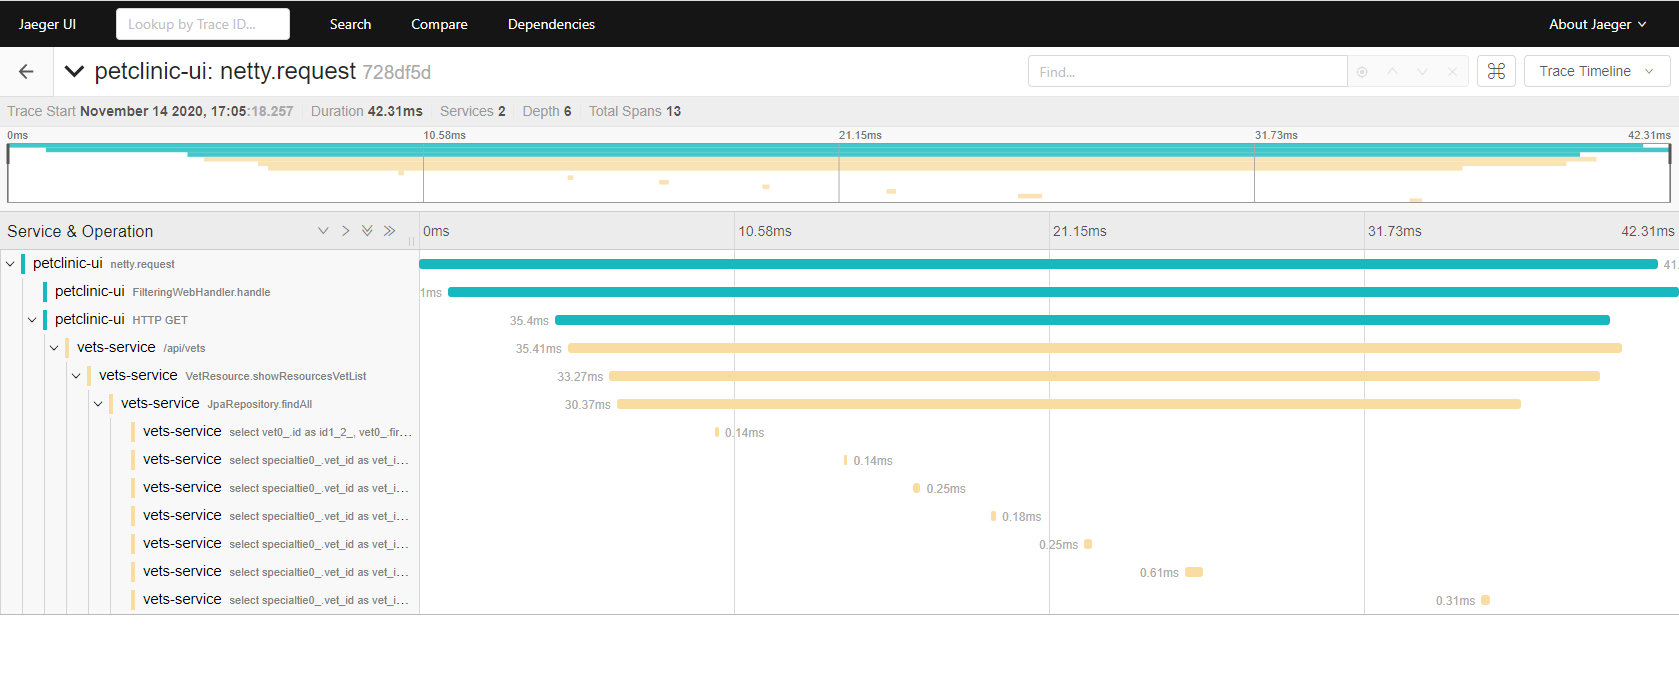 Jaeger UI Lookup by Trace ID... Search Compare Dependencies About Jaeger
petclinic-ui: netty.request 728df5d Find... Trace Timeline
Trace Start November 14 2020, 17:05:18.257 Duration 42.31ms Services 2 Depth 6 Total Spans 13
0ms 10.58ms 21.15ms 31.73ms 42.31ms
Service & Operation 0ms 10.58ms 21.15ms 31.73ms 42.31ms
petclinic-ui netty.request 41.
petclinic-ui FilteringWebHandler.handle 1ms
petclinic-ui HTTP GET 35.4ms
vets-service /api/vets 35.41ms
vets-service VetResource.showResourcesVetList 33.27ms
vets-service JpaRepository.findAll 30.37ms
vets-service select vet0_.id as id1_2_, vet0_.fir... 0.14ms
vets-service select specialtie0_.vet_id as vet_i... 0.14ms
vets-service select specialtie0_.vet_id as vet_i... 0.25ms
vets-service select specialtie0_.vet_id as vet_i... 0.18ms
vets-service select specialtie0_.vet_id as vet_i... 0.25ms
vets-service select specialtie0_.vet_id as vet_i... 0.61ms
vets-service select specialtie0_.vet_id as vet_i... 0.31ms